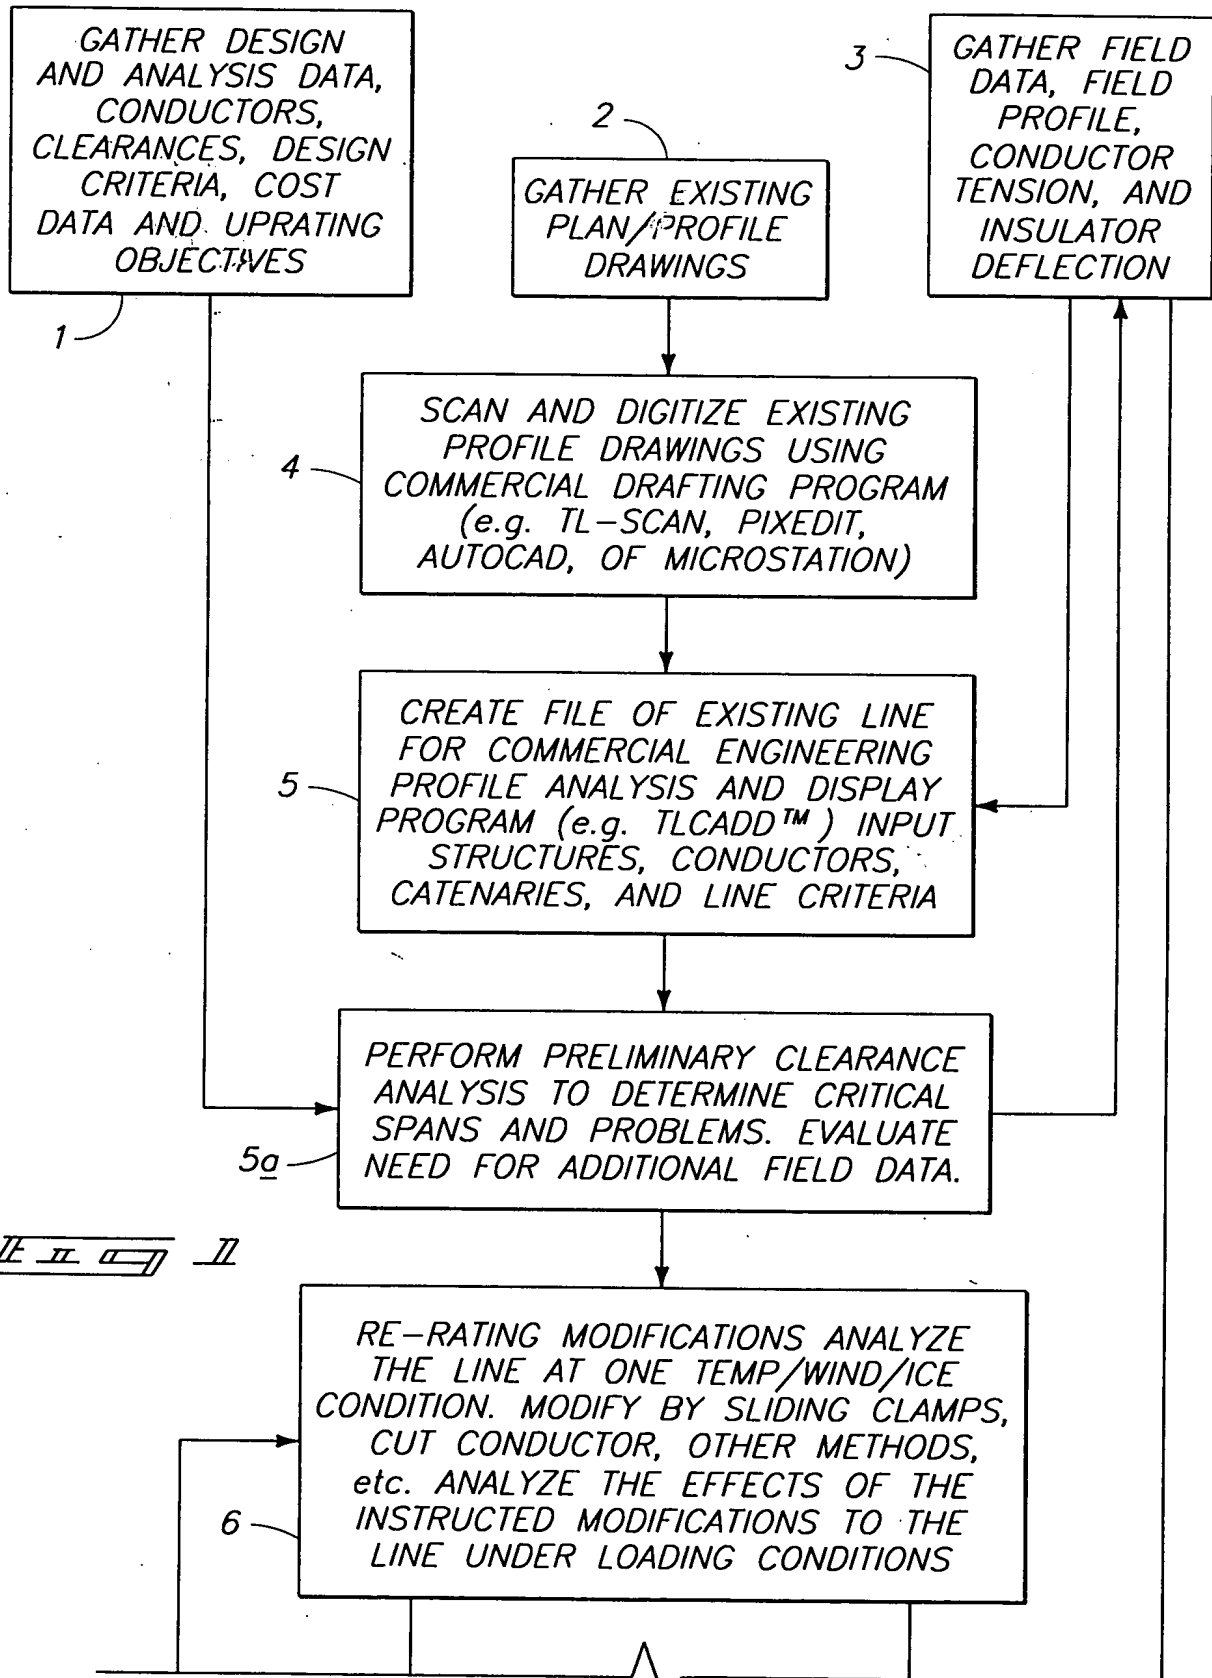 GATHER DESIGN
AND ANALYSIS DATA,
CONDUCTORS,
CLEARANCES, DESIGN
CRITERIA, COST
DATA AND UPRATING
OBJECTIVES
1
2
GATHER EXISTING
PLAN/PROFILE
DRAWINGS
3
GATHER FIELD
DATA, FIELD
PROFILE,
CONDUCTOR
TENSION, AND
INSULATOR
DEFLECTION
4
SCAN AND DIGITIZE EXISTING
PROFILE DRAWINGS USING
COMMERCIAL DRAFTING PROGRAM
(e.g. TL-SCAN, PIXEDIT,
AUTOCAD, OF MICROSTATION)
5
CREATE FILE OF EXISTING LINE
FOR COMMERCIAL ENGINEERING
PROFILE ANALYSIS AND DISPLAY
PROGRAM (e.g. TLCADD™ ) INPUT
STRUCTURES, CONDUCTORS,
CATENARIES, AND LINE CRITERIA
5a
PERFORM PRELIMINARY CLEARANCE
ANALYSIS TO DETERMINE CRITICAL
SPANS AND PROBLEMS. EVALUATE
NEED FOR ADDITIONAL FIELD DATA.
Fig 1
6
RE-RATING MODIFICATIONS ANALYZE
THE LINE AT ONE TEMP/WIND/ICE
CONDITION. MODIFY BY SLIDING CLAMPS,
CUT CONDUCTOR, OTHER METHODS,
etc. ANALYZE THE EFFECTS OF THE
INSTRUCTED MODIFICATIONS TO THE
LINE UNDER LOADING CONDITIONS